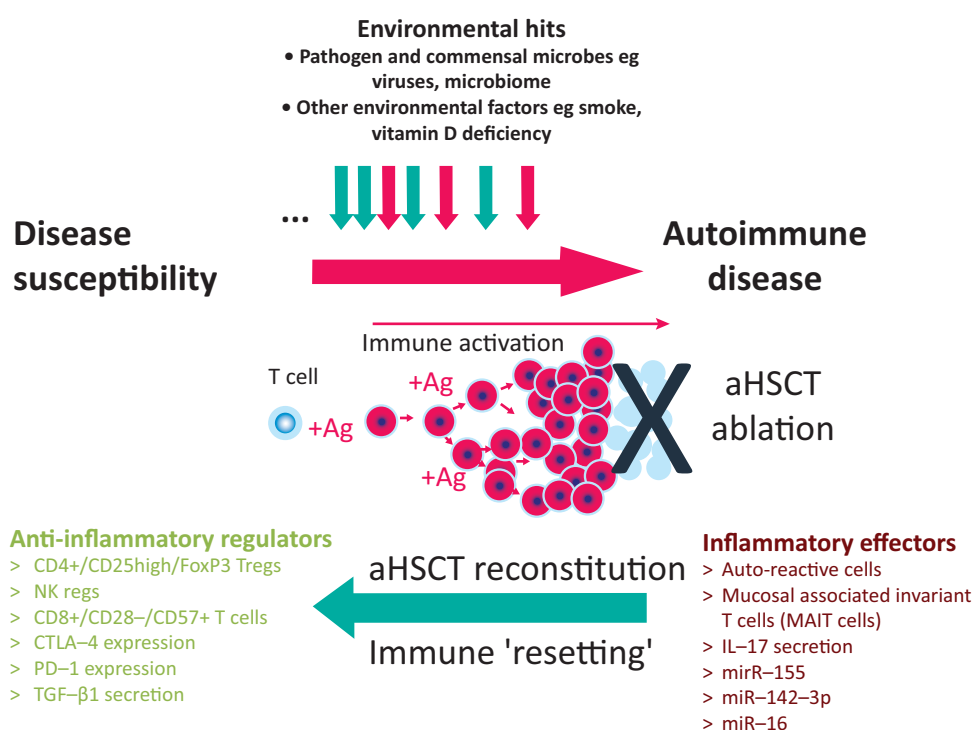 Environmental hits
• Pathogen and commensal microbes eg
viruses, microbiome
• Other environmental factors eg smoke,
vitamin D deficiency
...
Disease
susceptibility
Autoimmune
disease
Immune activation
T cell
+Ag
+Ag
+Ag
X
aHSCT
ablation
Anti-inflammatory regulators
> CD4+/CD25high/FoxP3 Tregs
> NK regs
> CD8+/CD28–/CD57+ T cells
> CTLA–4 expression
> PD–1 expression
> TGF–β1 secretion
aHSCT reconstitution
Immune 'resetting'
Inflammatory effectors
> Auto-reactive cells
> Mucosal associated invariant
T cells (MAIT cells)
> IL–17 secretion
> mirR–155
> miR–142–3p
> miR–16